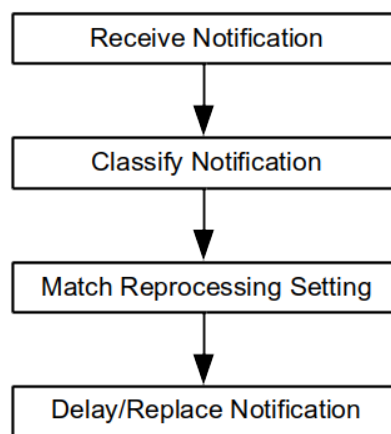 Receive Notification
Classify Notification
Match Reprocessing Setting
Delay/Replace Notification